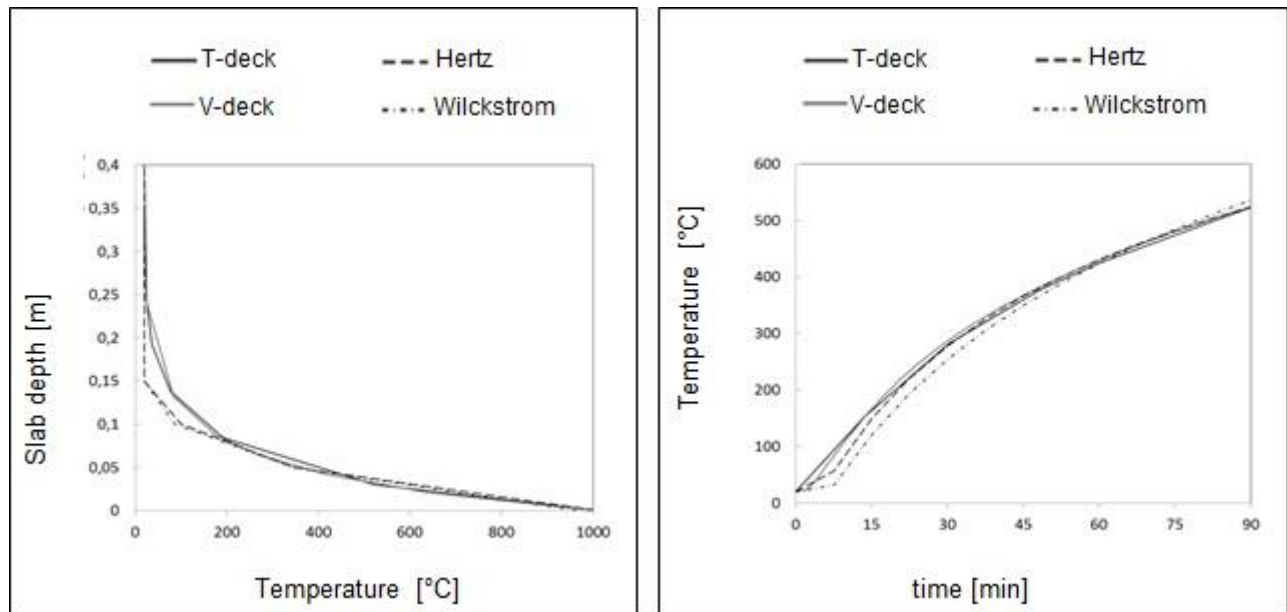 T-deck Hertz
V-deck Wilckstrom
0,4
0,35
0,3
0,25
0,2
0,15
0,1
0,05
0
0 200 400 600 800 1000
Slab depth [m]
Temperature [°C]
T-deck Hertz
V-deck Wilckstrom
600
500
400
300
200
100
0
0 15 30 45 60 75 90
Temperature [°C]
time [min]